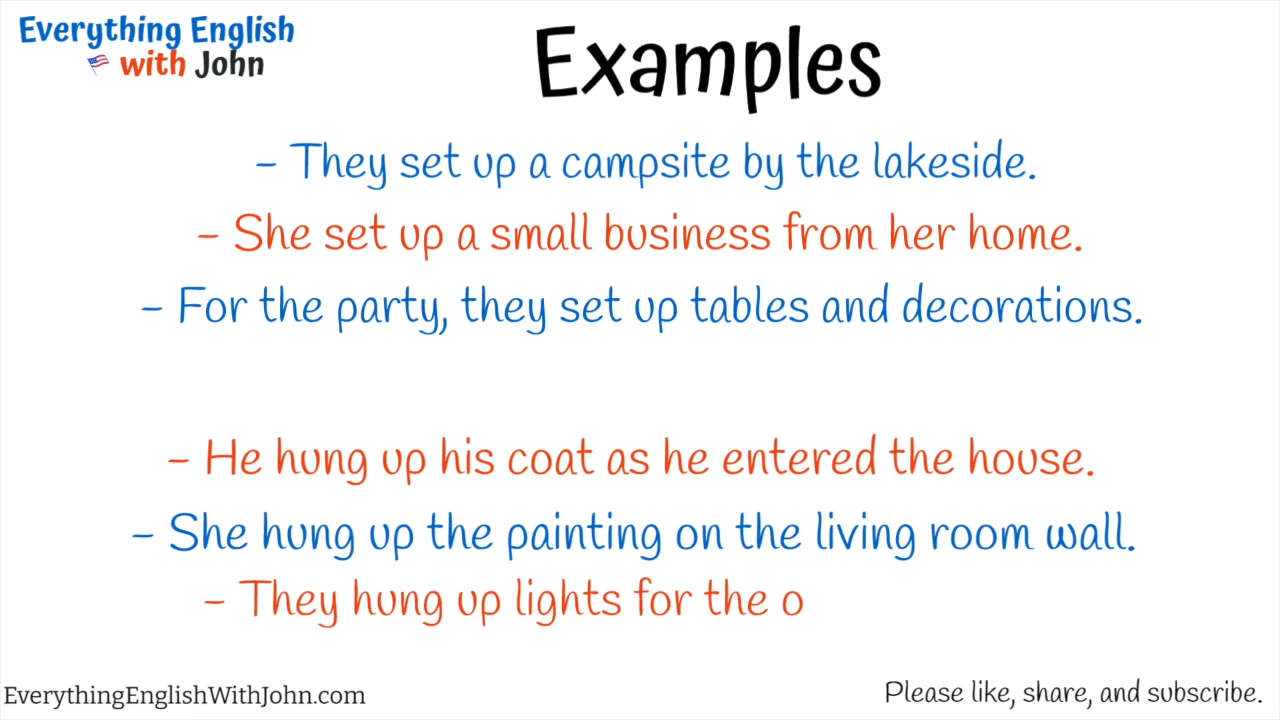 Everything English
with John
Examples
- They set up a campsite by the lakeside.
- She set up a small business from her home.
- For the party, they set up tables and decorations.
- He hung up his coat as he entered the house.
- She hung up the painting on the living room wall.
- They hung up lights for the o
EverythingEnglishWithJohn.com
Please like, share, and subscribe.